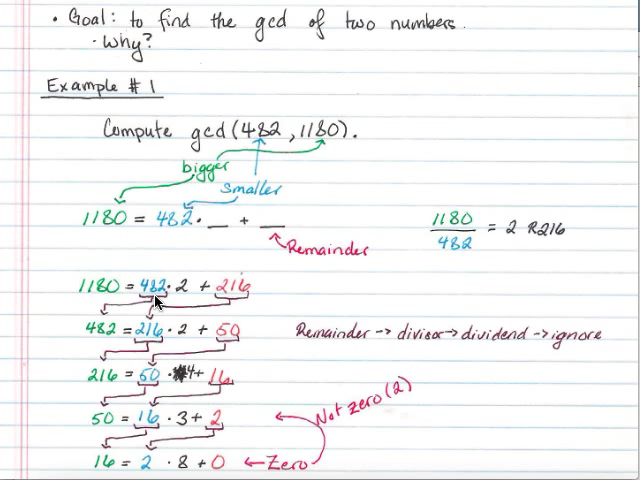 • Goal: to find the gcd of two numbers.
• Why?
Example #1
Compute gcd(482, 1180).
bigger
smaller
1180 = 482 · __ + __
1180/482 = 2 R216
Remainder
1180 = 482 · 2 + 216
482 = 216 · 2 + 50
Remainder → divisor → dividend → ignore
216 = 50 · 4 + 16
50 = 16 · 3 + 2
Not zero (2)
16 = 2 · 8 + 0
← Zero